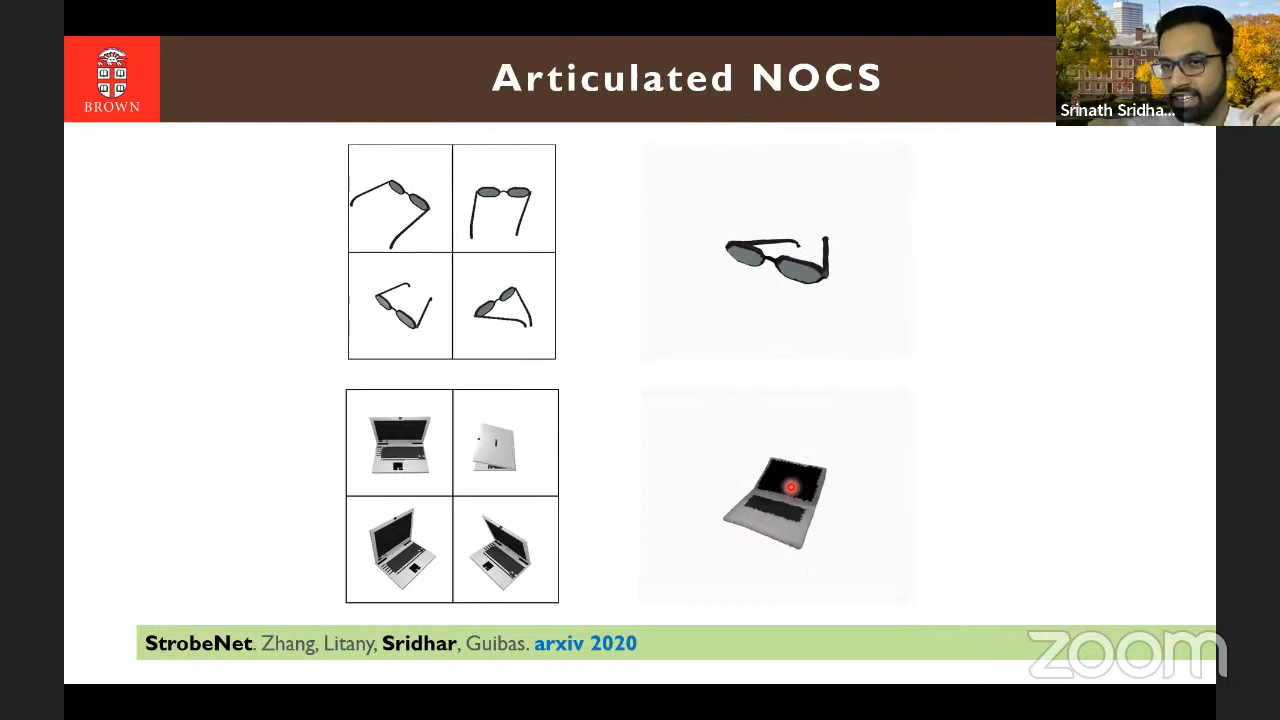 Articulated NOCS
BROWN
Srinath Sridha...
StrobeNet. Zhang, Litany, Sridhar, Guibas. arxiv 2020
zoom